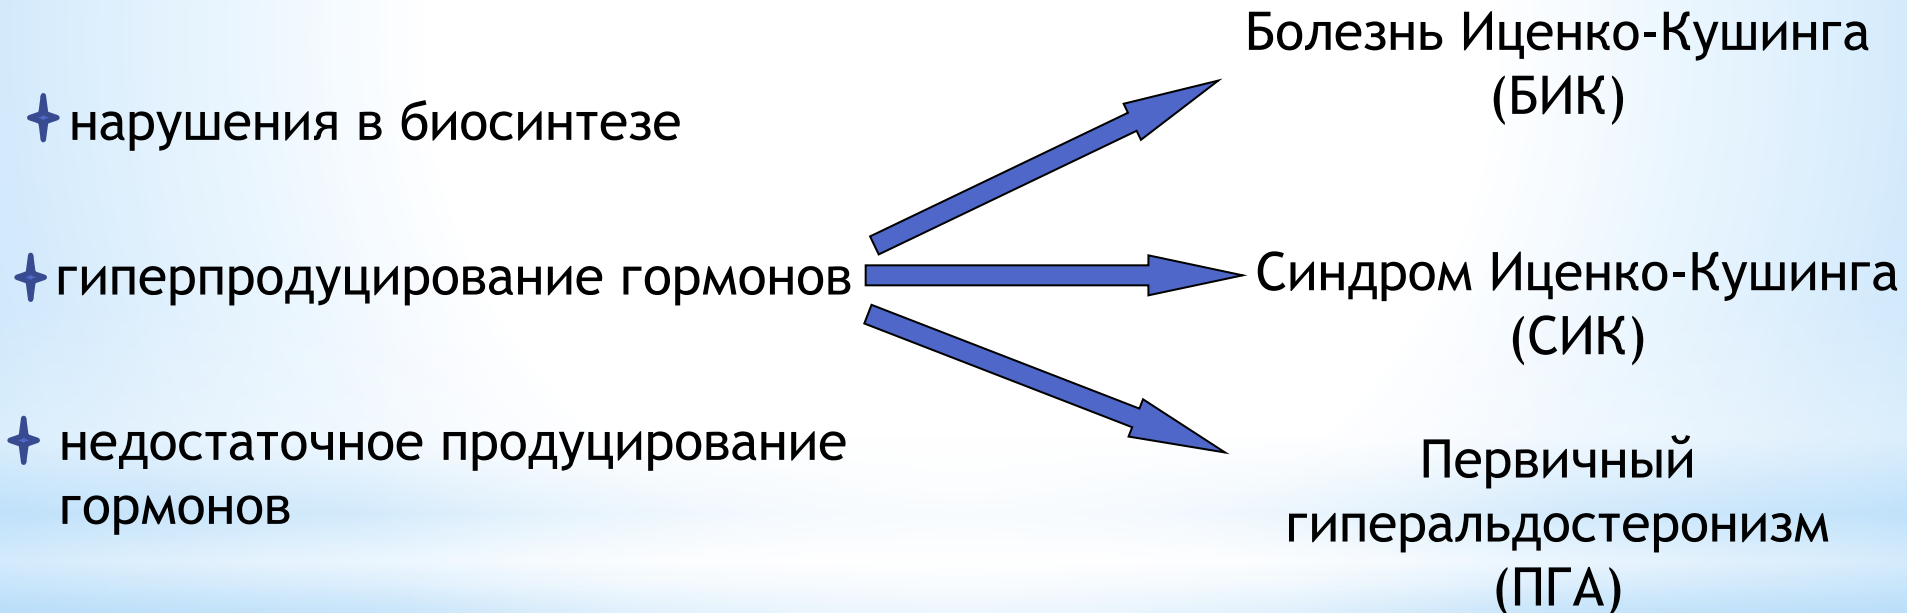 нарушения в биосинтезе
гиперпродуцирование гормонов
недостаточное продуцирование
гормонов
Болезнь Иценко-Кушинга
(БИК)
Синдром Иценко-Кушинга
(СИК)
Первичный
гиперальдостеронизм
(ПГА)